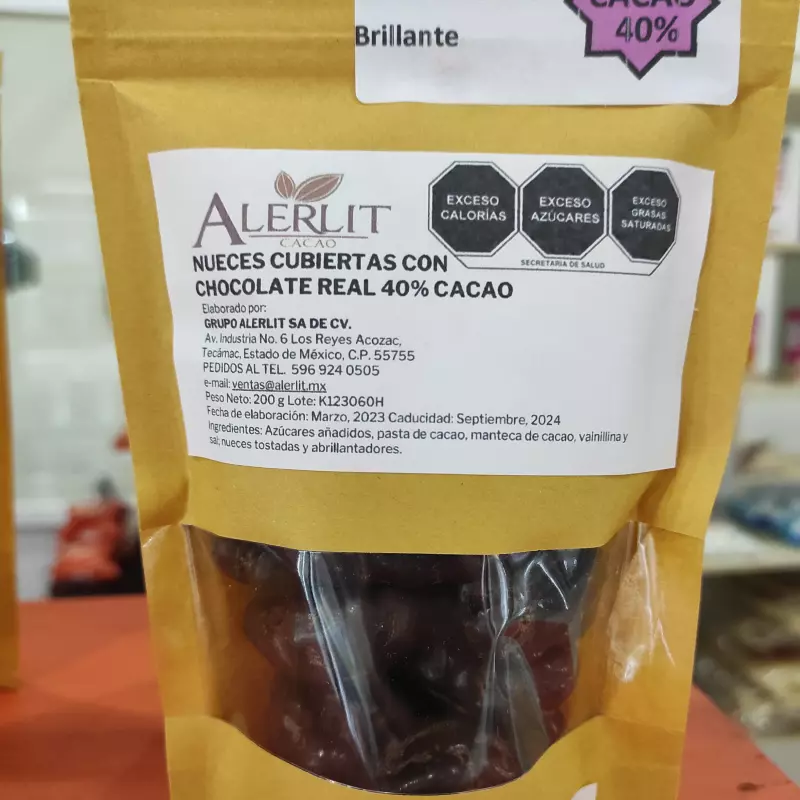 CACAO
40%
Brillante
ALERLIT
CACAO
EXCESO
CALORÍAS
EXCESO
AZÚCARES
EXCESO
GRASAS
SATURADAS
SECRETARÍA DE SALUD
NUECES CUBIERTAS CON
CHOCOLATE REAL 40% CACAO
Elaborado por:
GRUPO ALERLIT SA DE CV.
Av. Industria No. 6 Los Reyes Acozac,
Tecámac, Estado de México, C.P. 55755
PEDIDOS AL TEL. 596 924 0505
e-mail: ventas@alerlit.mx
Peso Neto: 200 g Lote: K123060H
Fecha de elaboración: Marzo, 2023 Caducidad: Septiembre, 2024
Ingredientes: Azúcares añadidos, pasta de cacao, manteca de cacao, vainillina y
sal; nueces tostadas y abrillantadores.